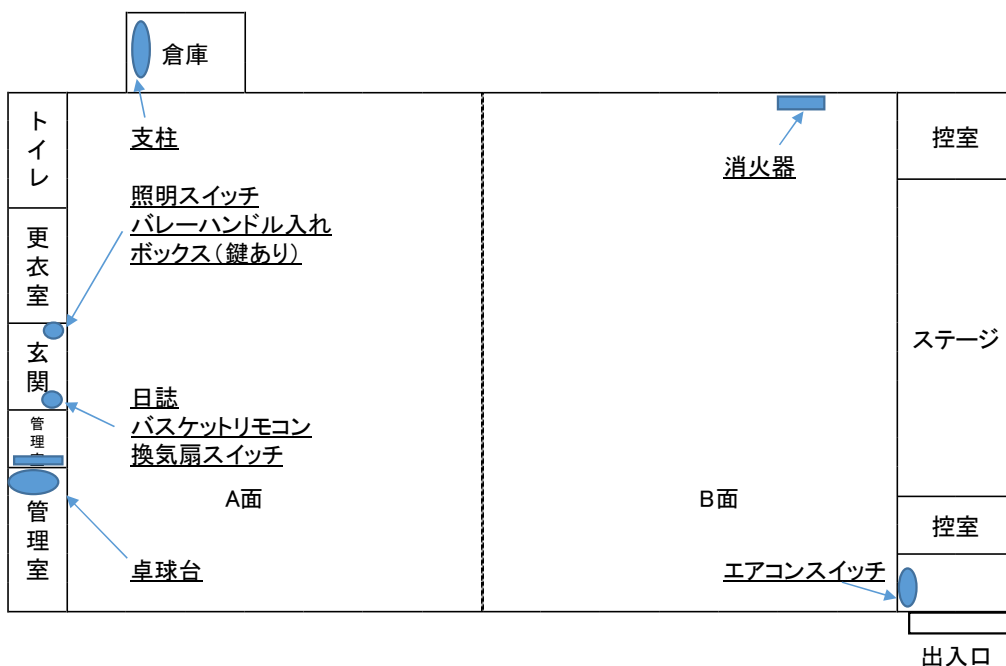 倉庫
トイレ
支柱
消火器
控室
照明スイッチ
バレーハンドル入れ
ボックス（鍵あり）
更衣室
玄関
ステージ
日誌
バスケットリモコン
換気扇スイッチ
管理
管理室
A面
B面
控室
卓球台
エアコンスイッチ
出入口